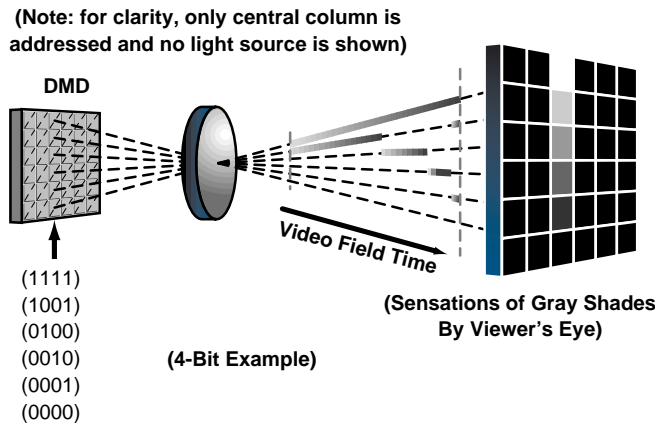 (Note: for clarity, only central column is
addressed and no light source is shown)
DMD
Video Field Time
(1111)
(1001)
(0100)
(0010)
(0001)
(0000)
(4-Bit Example)
(Sensations of Gray Shades
By Viewer's Eye)